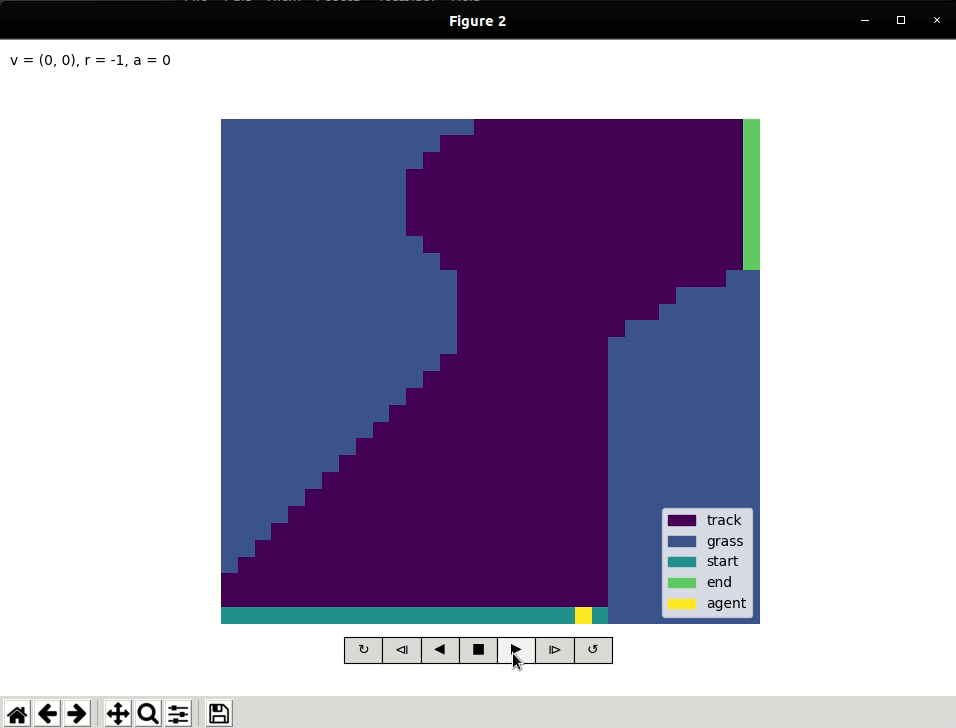 Figure 2
v = (0, 0), r = -1, a = 0
track
grass
start
end
agent